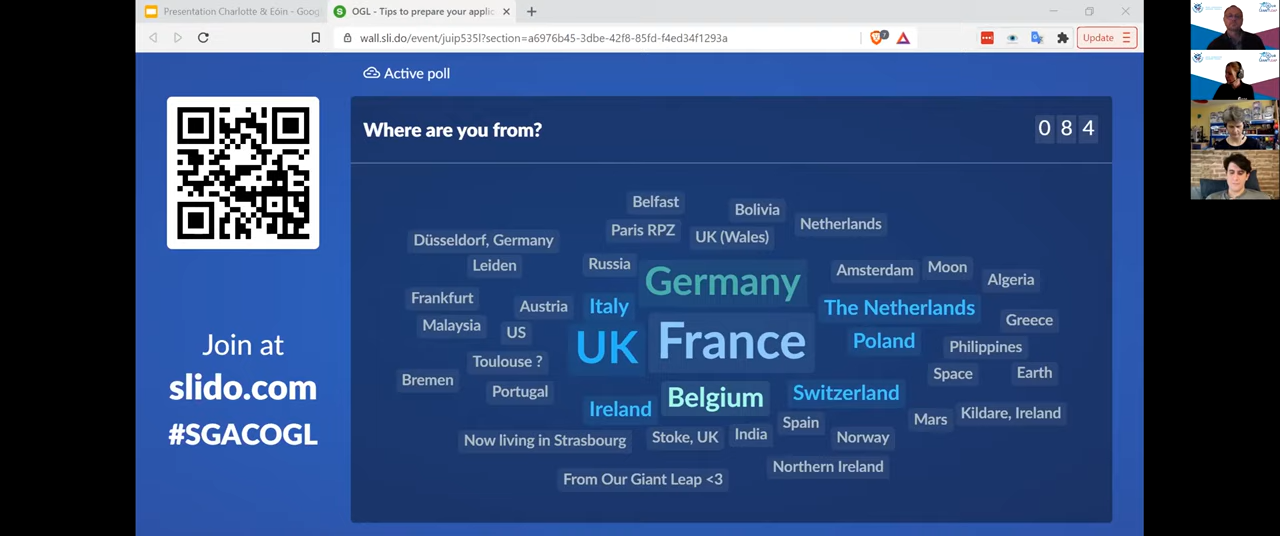 Presentation Charlotte & Eóin - Goog
OGL - Tips to prepare your applic
wall.sli.do/event/juip535l?section=a6976b45-3dbe-42f8-85fd-f4ed34f1293a
7
Update
Active poll
Where are you from?
084
Belfast
Bolivia
Paris RPZ
UK (Wales)
Netherlands
Düsseldorf, Germany
Leiden
Russia
Germany
Amsterdam
Moon
Algeria
Frankfurt
Austria
Italy
The Netherlands
Malaysia
US
UK
France
Poland
Greece
Philippines
Toulouse ?
Space
Earth
Bremen
Portugal
Ireland
Belgium
Switzerland
Mars
Kildare, Ireland
Now living in Strasbourg
Stoke, UK
India
Spain
Norway
Northern Ireland
From Our Giant Leap <3
Join at
slido.com
#SGACOGL